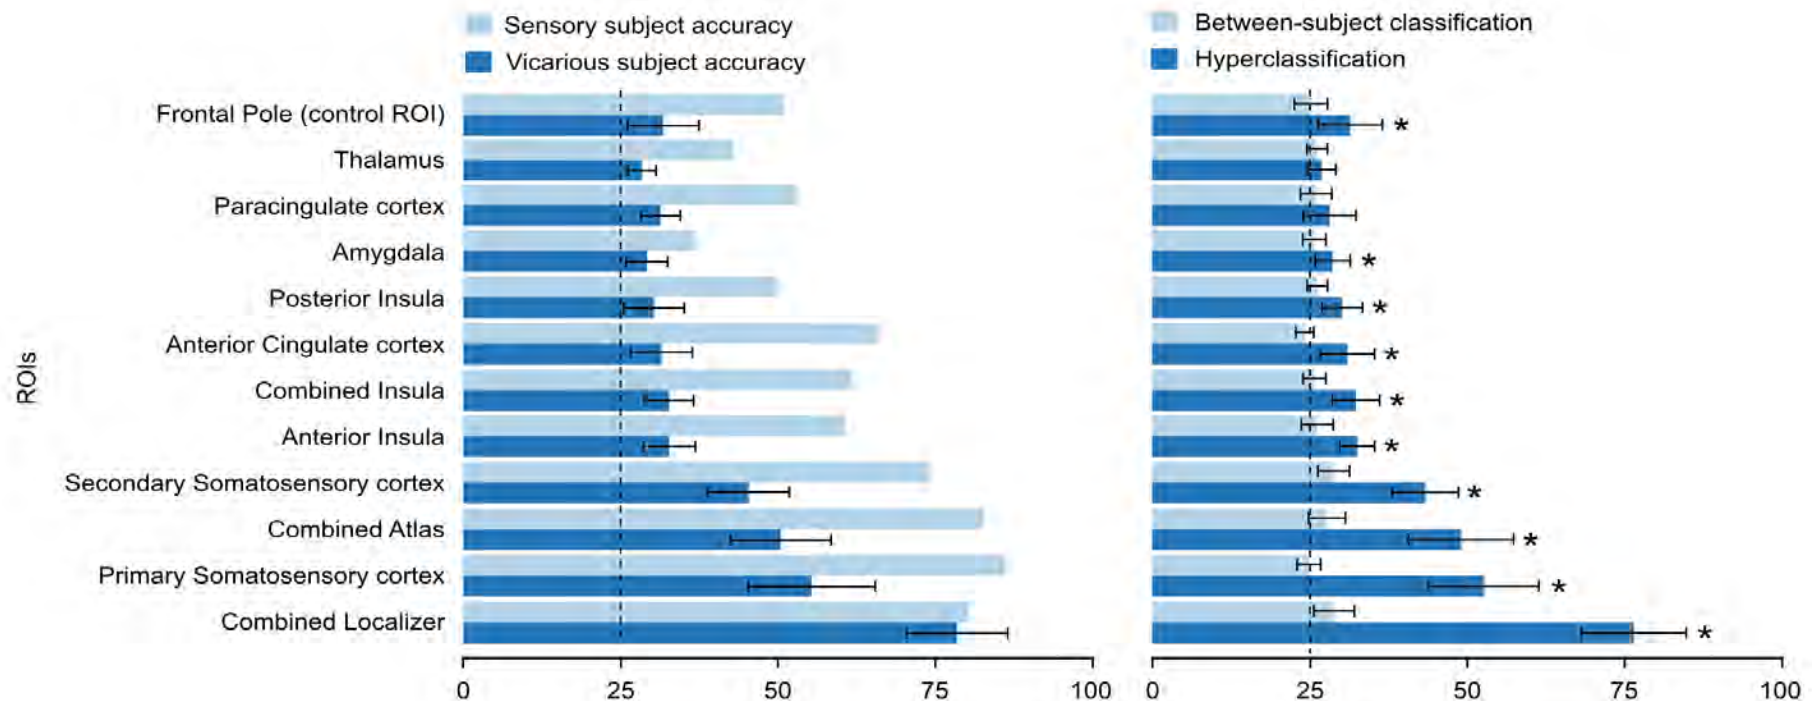 Sensory subject accuracy
Vicarious subject accuracy
Between-subject classification
Hyperclassification
ROIs
Frontal Pole (control ROI)
Thalamus
Paracingulate cortex
Amygdala
Posterior Insula
Anterior Cingulate cortex
Combined Insula
Anterior Insula
Secondary Somatosensory cortex
Combined Atlas
Primary Somatosensory cortex
Combined Localizer
*
*
*
*
*
*
*
*
*
*
0 25 50 75 100
0 25 50 75 100